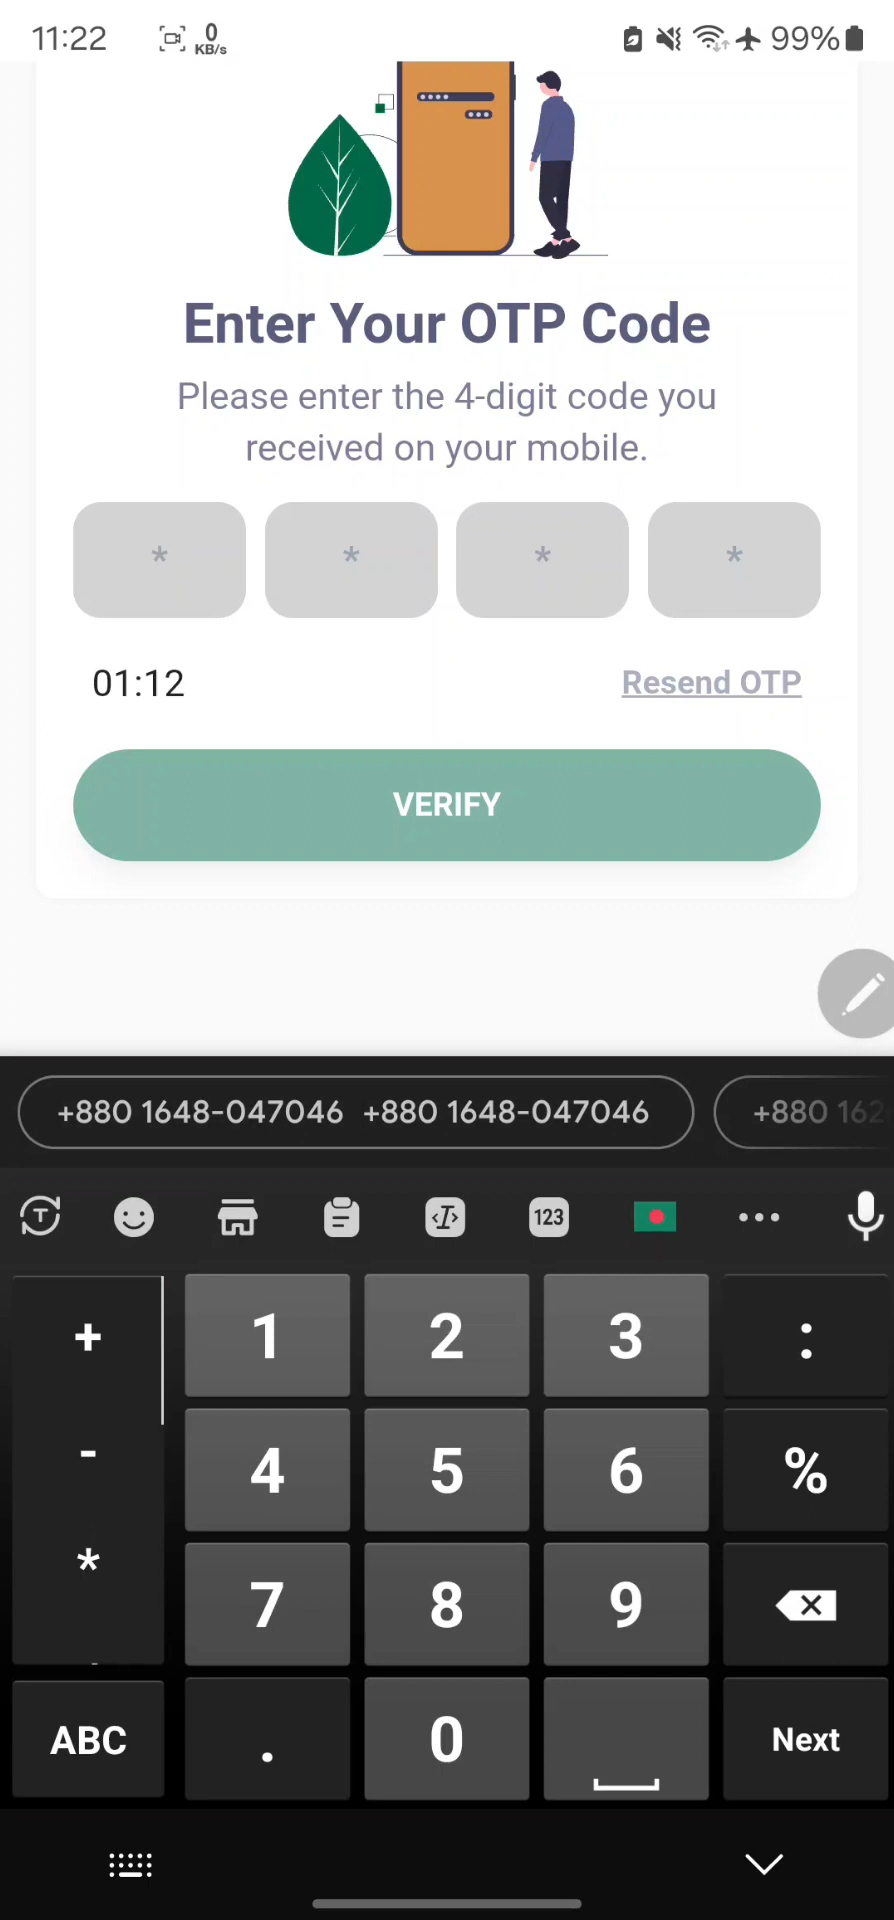 11:22 0 KB/s 99%
Enter Your OTP Code
Please enter the 4-digit code you
received on your mobile.
* * * *
01:12 Resend OTP
VERIFY
+880 1648-047046 +880 1648-047046 +880 162
T 123
+ 1 2 3 :
- 4 5 6 %
* 7 8 9
ABC . 0 Next